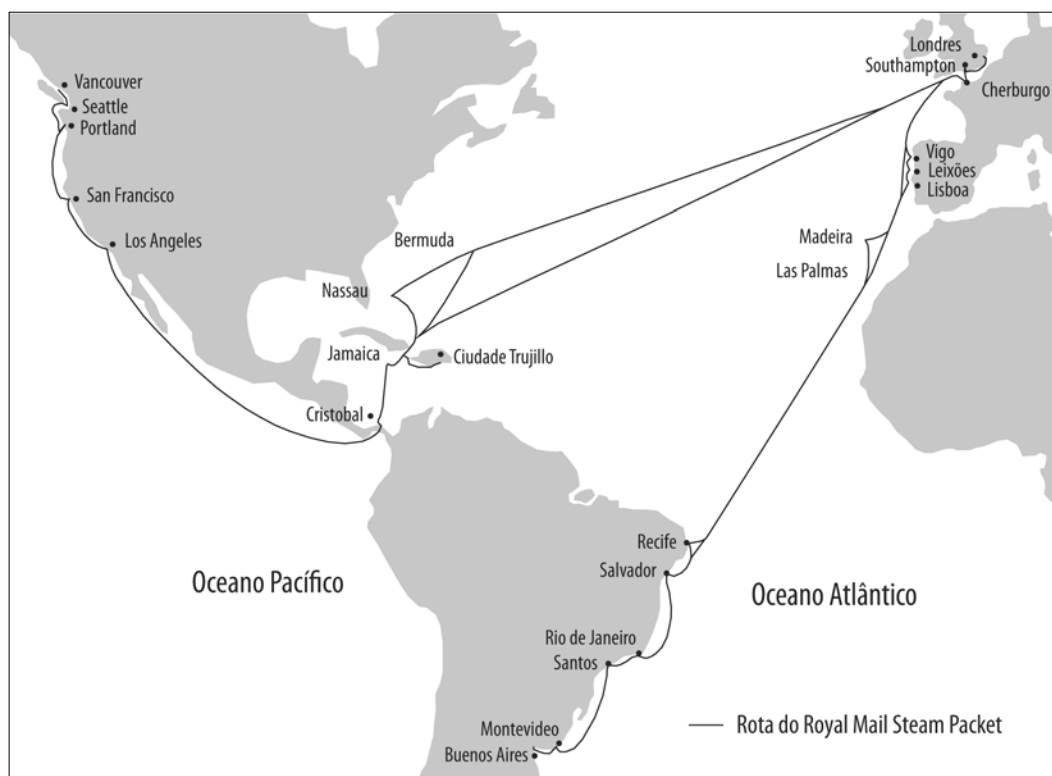 Londres
Southampton
Cherburgo
Vancouver
Seattle
Portland
Vigo
Leixões
Lisboa
San Francisco
Los Angeles
Bermuda
Madeira
Las Palmas
Nassau
Jamaica
Ciudade Trujillo
Cristobal
Recife
Salvador
Oceano Pacífico
Oceano Atlântico
Rio de Janeiro
Santos
Montevideo
Rota do Royal Mail Steam Packet
Buenos Aires